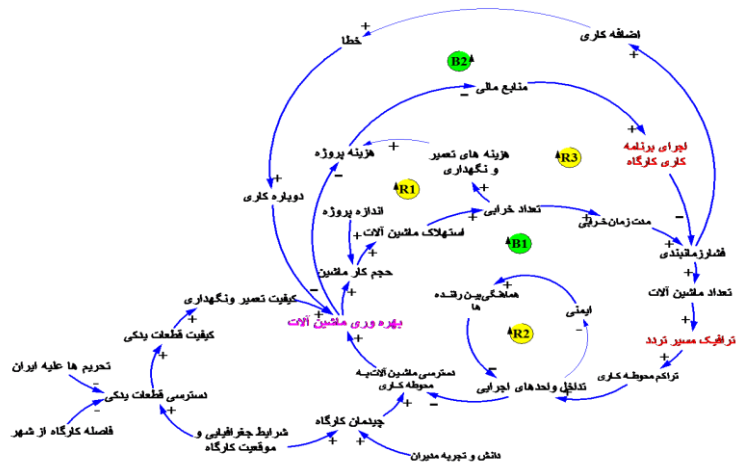 اضافه کاری
خطا
B2
منابع مالی
اجرای برنامه
کاری کارگاه
هزینه پروژه
هزینه های تعمیر
و نگهداری
R3
R1
دوباره کاری
اندازه پروژه
تعداد خرابی
استهلاک ماشین آلات
مدت زمان خرابی
B1
فشارزمانبندی
حجم کار ماشین
تعداد ماشین آلات
هماهنگی بین راننده
ها
کیفیت تعمیر ونگهداری
بهره وری ماشین آلات
ایمنی
R2
کیفیت قطعات یدکی
ترافیک مسیر تردد
تحریم ها علیه ایران
دسترسی ماشین آلات به
محوطه کاری
تراکم محوطه کاری
تداخل واحدهای اجرایی
دسترسی قطعات یدکی
چیدمان کارگاه
فاصله کارگاه از شهر
شرایط جغرافیایی و
موقعیت کارگاه
دانش و تجربه مدیران